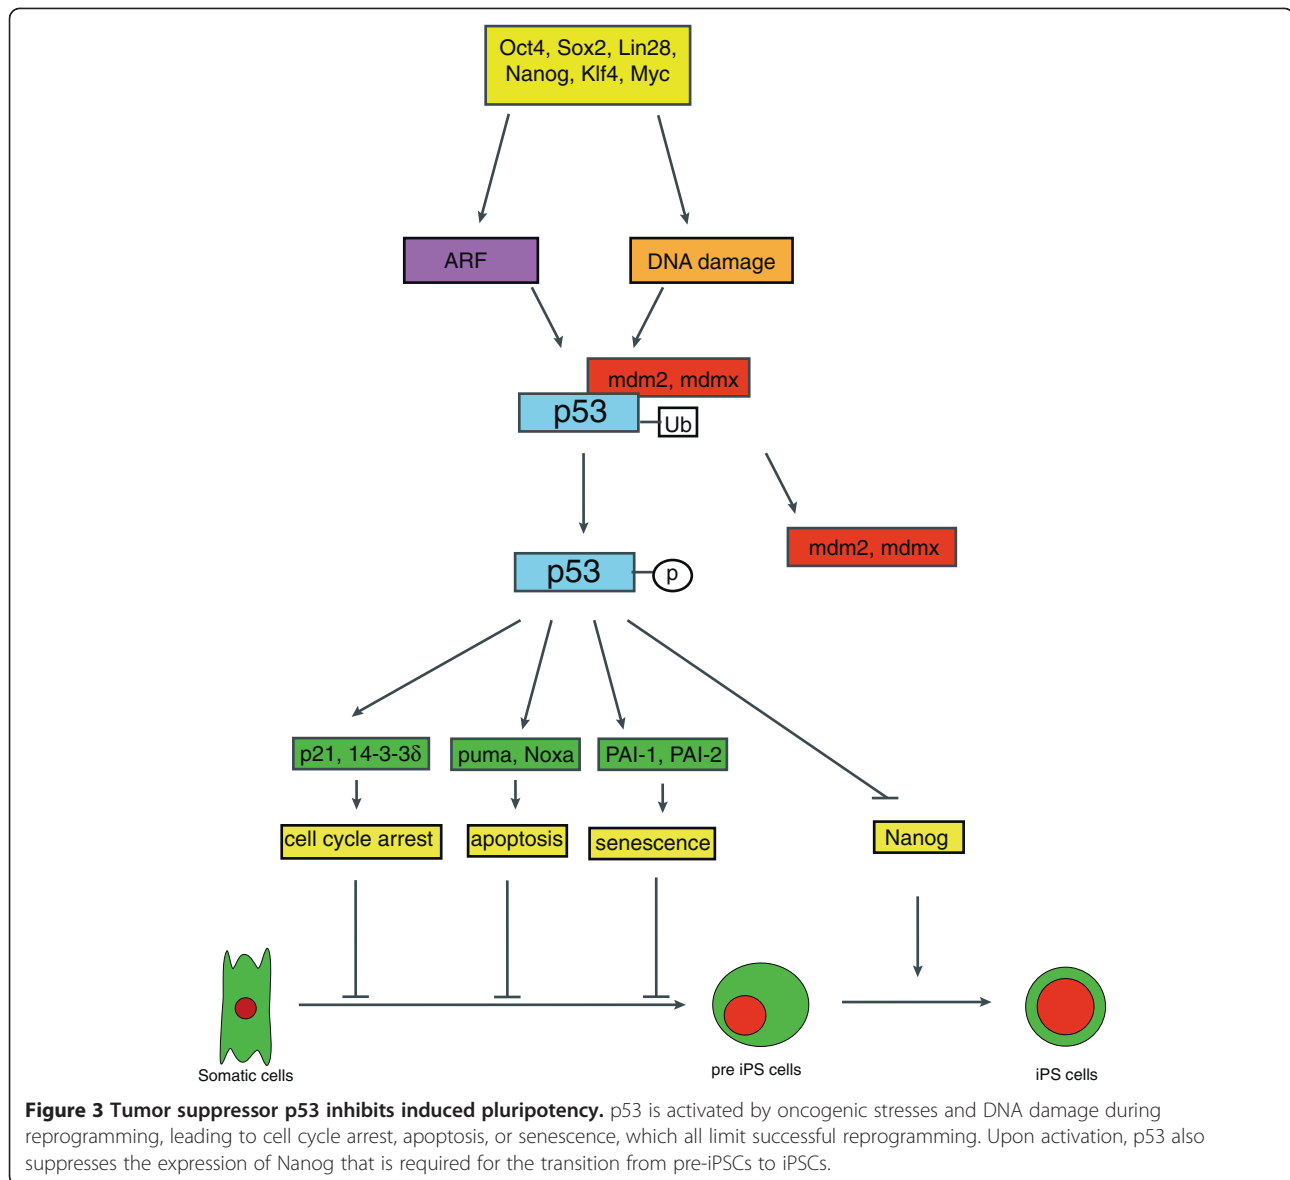 Oct4, Sox2, Lin28,
Nanog, Klf4, Myc
ARF
DNA damage
mdm2, mdmx
p53
Ub
mdm2, mdmx
p53
p
p21, 14-3-3δ
puma, Noxa
PAI-1, PAI-2
cell cycle arrest
apoptosis
senescence
Nanog
Somatic cells
pre iPS cells
iPS cells
Figure 3 Tumor suppressor p53 inhibits induced pluripotency. p53 is activated by oncogenic stresses and DNA damage during
reprogramming, leading to cell cycle arrest, apoptosis, or senescence, which all limit successful reprogramming. Upon activation, p53 also
suppresses the expression of Nanog that is required for the transition from pre-iPSCs to iPSCs.